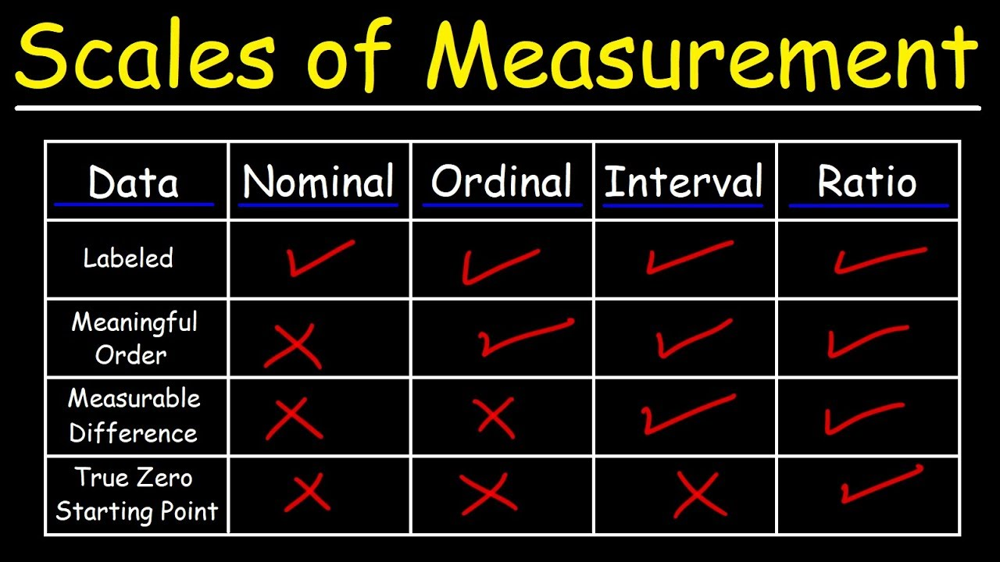 Scales of Measurement
Data Nominal Ordinal Interval Ratio
Labeled ✓ ✓ ✓ ✓
Meaningful
Order ✗ ✓ ✓ ✓
Measurable
Difference ✗ ✗ ✓ ✓
True Zero
Starting Point ✗ ✗ ✗ ✓